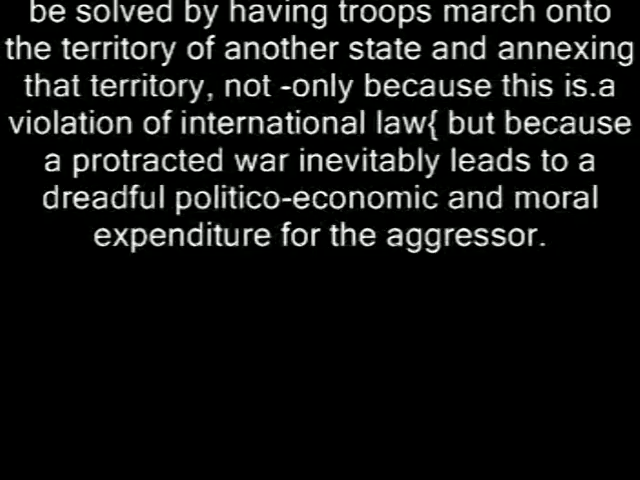 be solved by having troops march onto
the territory of another state and annexing
that territory, not -only because this is.a
violation of international law{ but because
a protracted war inevitably leads to a
dreadful politico-economic and moral
expenditure for the aggressor.